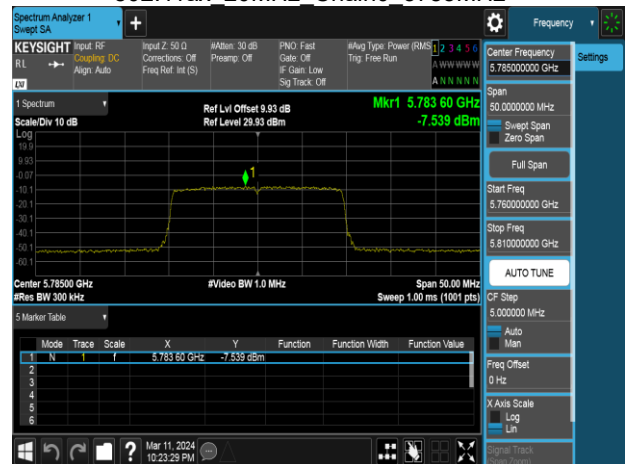 Spectrum Analyzer 1
Swept SA
Frequency
KEYSIGHT
RL
LXI
Input: RF
Coupling: DC
Align: Auto
Input Z: 50 Ω
Corrections: Off
Freq Ref: Int (S)
#Atten: 30 dB
Preamp: Off
PNO: Fast
Gate: Off
IF Gain: Low
Sig Track: Off
#Avg Type: Power (RMS
Trig: Free Run
1 2 3 4 5 6
A W W W W W
A N N N N N
Center Frequency
5.785000000 GHz
Settings
Span
50.0000000 MHz
Swept Span
Zero Span
Full Span
Start Freq
5.760000000 GHz
Stop Freq
5.810000000 GHz
AUTO TUNE
CF Step
5.000000 MHz
Auto
Man
Freq Offset
0 Hz
X Axis Scale
Log
Lin
Signal Track
(Span Zoom)
1 Spectrum
Scale/Div 10 dB
Ref Lvl Offset 9.93 dB
Ref Level 29.93 dBm
Mkr1 5.783 60 GHz
-7.539 dBm
Log
19.9
9.93
-0.07
-10.1
-20.1
-30.1
-40.1
-50.1
-60.1
1
Center 5.78500 GHz
#Res BW 300 kHz
#Video BW 1.0 MHz
Span 50.00 MHz
Sweep 1.00 ms (1001 pts)
5 Marker Table
Mode Trace Scale X Y Function Function Width Function Value
1 N 1 f 5.783 60 GHz -7.539 dBm
2
3
4
5
6
Mar 11, 2024
10:23:29 PM